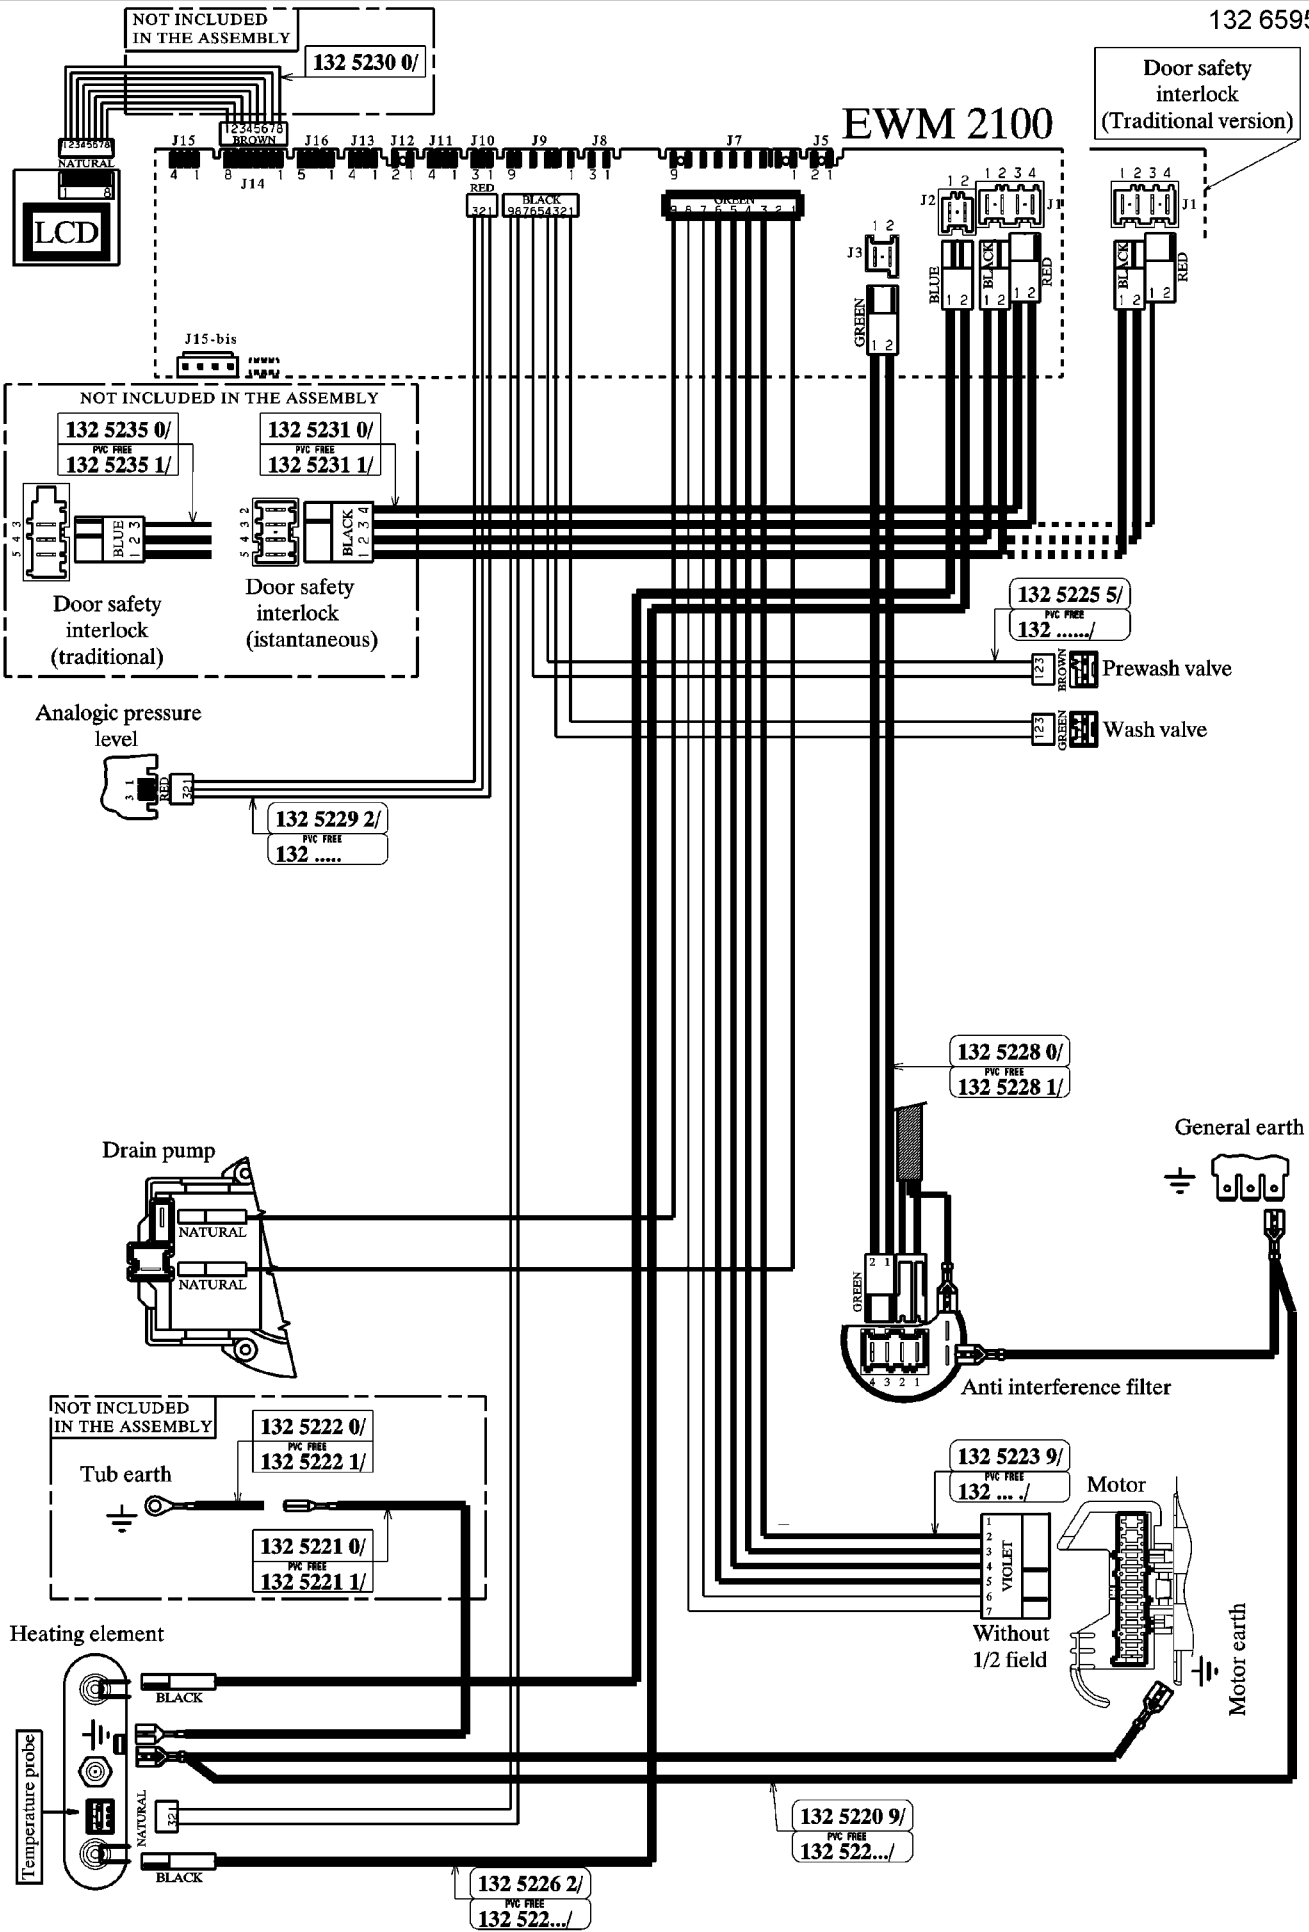 132 6595
NOT INCLUDED
IN THE ASSEMBLY
132 5230 0/
12345678
BROWN
12345678
NATURAL
1 8
LCD
J15
4 1
8 1
J14
J16
5 1
J13
4 1
J12
2 1
J11
4 1
J10
3 1
J9
9 1
J8
3 1
J7
9 1
J5
2 1
EWM 2100
Door safety
interlock
(Traditional version)
RED
321
BLACK
987654321
GREEN
9 8 7 6 5 4 3 2 1
J3
1 2
GREEN
1 2
J2
1 2
BLUE
1 2
1 2 3 4
J1
BLACK
1 2
RED
1 2
1 2 3 4
J1
BLACK
1 2
RED
1 2
J15-bis
NOT INCLUDED IN THE ASSEMBLY
132 5235 0/
PVC FREE
132 5235 1/
132 5231 0/
PVC FREE
132 5231 1/
5 4 3
BLUE
1 2 3
5 4 3 2
BLACK
1 2 3 4
Door safety
interlock
(traditional)
Door safety
interlock
(istantaneous)
132 5225 5/
PVC FREE
132 ....../
123
BROWN
Prewash valve
123
GREEN
Wash valve
Analogic pressure
level
3 1
RED
321
132 5229 2/
PVC FREE
132 .....
132 5228 0/
PVC FREE
132 5228 1/
General earth
Drain pump
NATURAL
NATURAL
2 1
GREEN
4 3 2 1
Anti interference filter
NOT INCLUDED
IN THE ASSEMBLY
132 5222 0/
PVC FREE
132 5222 1/
Tub earth
132 5221 0/
PVC FREE
132 5221 1/
132 5223 9/
PVC FREE
132 ... ./
Motor
1
2
3
4
5
6
7
VIOLET
Without
1/2 field
Motor earth
Heating element
BLACK
Temperature probe
NATURAL
321
BLACK
132 5220 9/
PVC FREE
132 522.../
132 5226 2/
PVC FREE
132 522.../